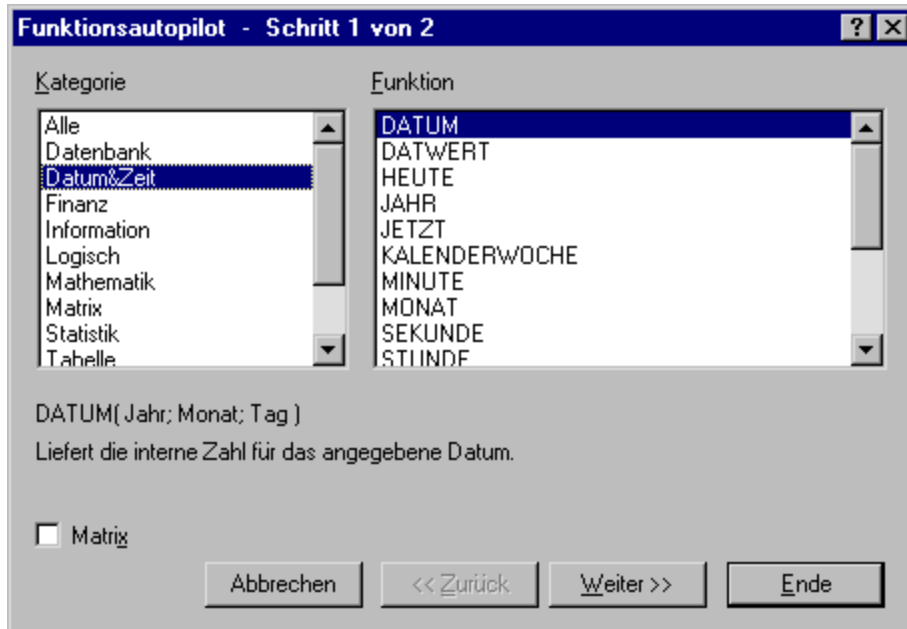 Funktionsautopilot - Schritt 1 von 2
Kategorie
Alle
Datenbank
Datum&Zeit
Finanz
Information
Logisch
Mathematik
Matrix
Statistik
Tabelle
Funktion
DATUM
DATWERT
HEUTE
JAHR
JETZT
KALENDERWOCHE
MINUTE
MONAT
SEKUNDE
STUNDE
DATUM( Jahr; Monat; Tag )
Liefert die interne Zahl für das angegebene Datum.
Matrix
Abbrechen << Zurück Weiter >> Ende